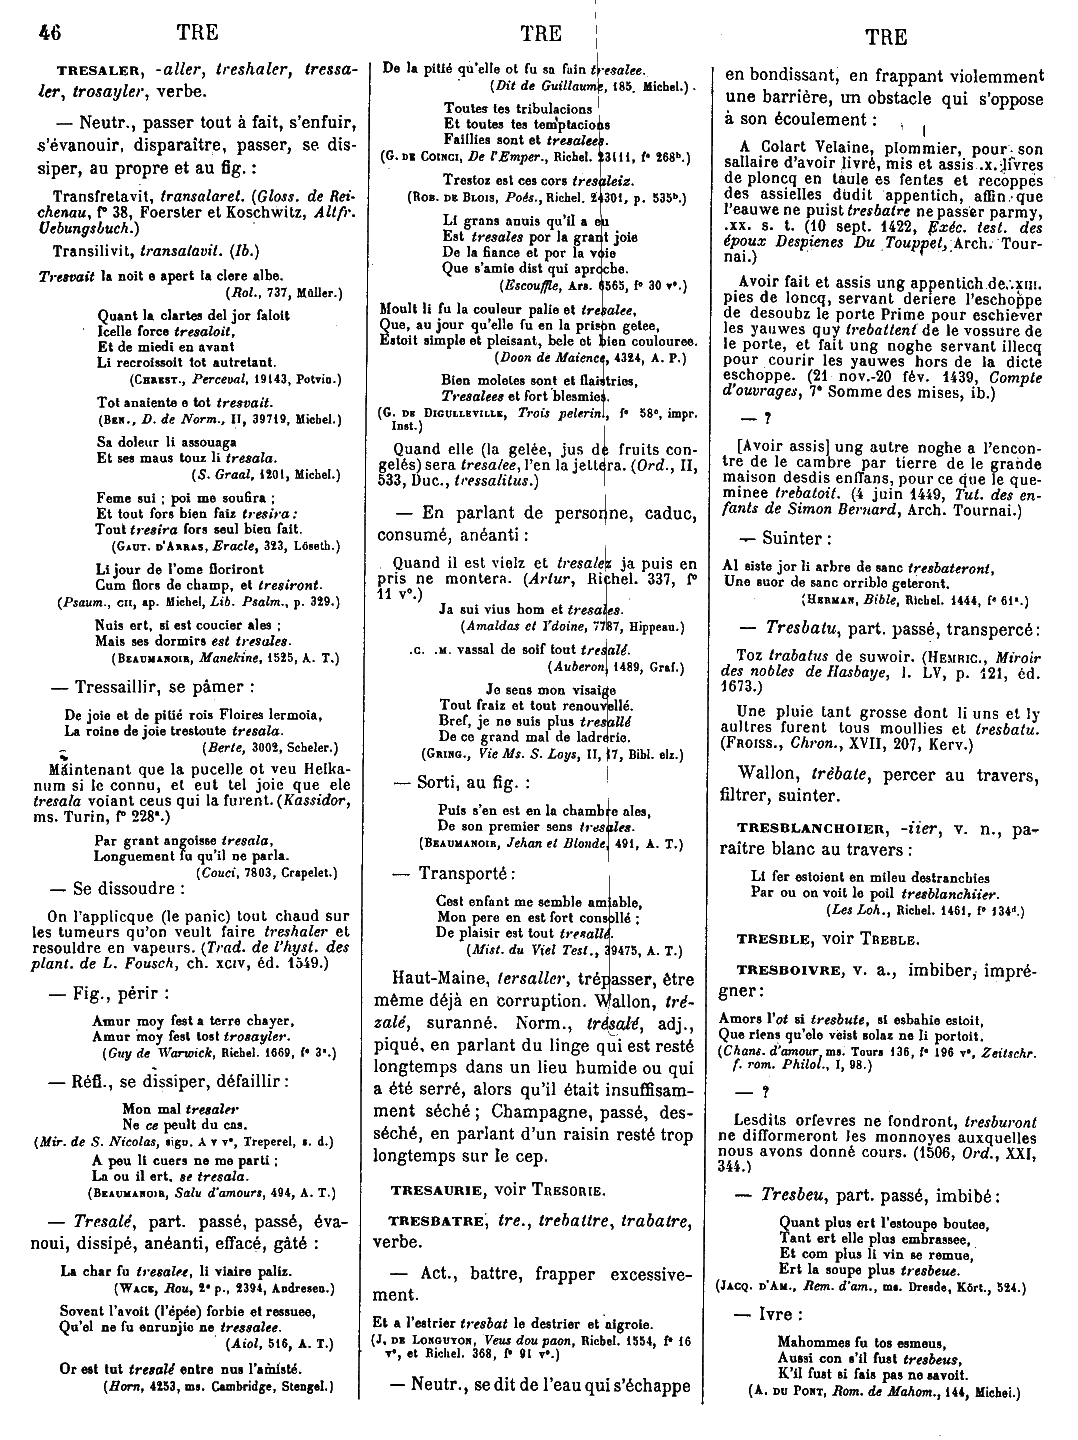 46 TRE TRE TRE
TRESALER, -aller, treshaler, tressa-
ler, trosayler, verbe.
— Neutr., passer tout à fait, s'enfuir,
s'évanouir, disparaître, passer, se dis-
siper, au propre et au fig. :
Transfretavit, transalaret. (Gloss. de Rei-
chenau, f° 38, Foerster et Koschwitz, Altfr.
Uebungsbuch.)
Transilivit, transalavit. (Ib.)
Tresvait la noit e apert la clere albe.
(Rol., 737, Müller.)
Quant la clartes del jor faloit
Icelle force tresaloit,
Et de miedi en avant
Li recroissoit tot autretant.
(CHREST., Perceval, 19143, Potvin.)
Tot anaiente e tot tresvait.
(BEN., D. de Norm., II, 39719, Michel.)
Sa doleur li assouaga
Et ses maus touz li tresala.
(S. Graal, 1201, Michel.)
Feme sui ; poi me soufira ;
Et tout fors bien faiz tresira :
Tout tresira fors seul bien fait.
(GAUT. D'ARRAS, Eracle, 323, Löseth.)
Li jour de l'ome floriront
Cum flors de champ, et tresiront.
(Psaum., CII, ap. Michel, Lib. Psalm., p. 329.)
Nuis ert, si est coucier ales ;
Mais ses dormirs est tresales.
(BEAUMANOIR, Manekine, 1525, A. T.)
— Tressaillir, se pâmer :
De joie et de pitié rois Floires lermoia,
La roine de joie trestoute tresala.
(Berte, 3002, Scheler.)
Maintenant que la pucelle ot veu Helka-
num si le connu, et eut tel joie que ele
tresala voiant ceus qui la furent. (Kassidor,
ms. Turin, f° 228ª.)
Par grant angoisse tresala,
Longuement fu qu'il ne parla.
(Couci, 7803, Crapelet.)
— Se dissoudre :
On l'applicque (le panic) tout chaud sur
les tumeurs qu'on veult faire treshaler et
resouldre en vapeurs. (Trad. de l'hyst. des
plant. de L. Fousch, ch. XCIV, éd. 1549.)
— Fig., périr :
Amur moy fest a terre chayer,
Amur moy fest tost trosayler.
(Guy de Warwick, Richel. 1669, f° 3ª.)
— Réfl., se dissiper, défaillir :
Mon mal tresaler
Ne ce peult du cas.
(Mir. de S. Nicolas, sign. A V v°, Treperel, s. d.)
A peu li cuers ne me parti ;
La ou il ert, se tresala.
(BEAUMANOIR, Salu d'amours, 494, A. T.)
— Tresalé, part. passé, passé, éva-
noui, dissipé, anéanti, effacé, gâté :
La char fu tresalee, li viaire paliz.
(WACE, Rou, 2° p., 2394, Andresen.)
Sovent l'avoit (l'épée) forbie et ressuee,
Qu'el ne fu enrunjie ne tressalee.
(Aiol, 516, A. T.)
Or est tut tresalé entre nus l'amisté.
(Horn, 4253, ms. Cambridge, Stengel.)
De la pitié qu'elle ot fu sa fain tresalee.
(Dit de Guillaume, 185, Michel.)
Toutes tes tribulacions
Et toutes tes temptacions
Faillies sont et tresalees.
(G. DE COINCI, De l'Emper., Richel. 23111, f° 268ᵇ.)
Trestoz est ces cors tresaleiz.
(ROB. DE BLOIS, Poés., Richel. 24301, p. 535ᵇ.)
Li grans anuis qu'il a eu
Est tresales por la grant joie
De la fiance et por la voie
Que s'amie dist qui aproche.
(Escouffle, Ars. 6565, f° 30 v°.)
Moult li fu la couleur palie et tresalee,
Que, au jour qu'elle fu en la prison getee,
Estoit simple et pleisant, bele ot bien coulouree.
(Doon de Maience, 4324, A. P.)
Bien moletes sont et flaistries,
Tresalees et fort blesmies.
(G. DE DIGULLEVILLE, Trois pelerin., f° 58ᵉ, impr.
Inst.)
Quand elle (la gelée, jus de fruits con-
gelés) sera tresalee, l'en la jettera. (Ord., II,
533, Duc., tressalitus.)
— En parlant de personne, caduc,
consumé, anéanti :
Quand il est vielz et tresalez ja puis en
pris ne montera. (Artur, Richel. 337, f°
11 v°.)
Ja sui vius hom et tresales.
(Amaldas et Ydoine, 7787, Hippeau.)
.C. .M. vassal de soif tout tresalé.
(Auberon, 1489, Graf.)
Je sens mon visaige
Tout fraiz et tout renouvellé.
Bref, je ne suis plus tresallé
De ce grand mal de ladrerie.
(GRING., Vie Ms. S. Loys, II, 17, Bibl. elz.)
— Sorti, au fig. :
Puis s'en est en la chambre ales,
De son premier sens tresales.
(BEAUMANOIR, Jehan et Blonde, 491, A. T.)
— Transporté :
Cest enfant me semble amiable,
Mon pere en est fort consollé ;
De plaisir est tout tresallé.
(Mist. du Viel Test., 39475, A. T.)
Haut-Maine, tersaller, trépasser, être
même déjà en corruption. Wallon, tré-
zalé, suranné. Norm., trésalé, adj.,
piqué, en parlant du linge qui est resté
longtemps dans un lieu humide ou qui
a été serré, alors qu'il était insuffisam-
ment séché ; Champagne, passé, des-
séché, en parlant d'un raisin resté trop
longtemps sur le cep.
TRESAURIE, voir TRESORIE.
TRESBATRE, tre., trebattre, trabatre,
verbe.
— Act., battre, frapper excessive-
ment.
Et a l'estrier tresbat le destrier et aigroie.
(J. DE LONGUYON, Veus dou paon, Richel. 1554, f° 16
v°, et Richel. 368, f° 91 v°.)
— Neutr., se dit de l'eau qui s'échappe
en bondissant, en frappant violemment
une barrière, un obstacle qui s'oppose
à son écoulement :
A Colart Velaine, plommier, pour son
sallaire d'avoir livré, mis et assis .x. livres
de ploncq en taule es fentes et recoppes
des assielles dudit appentich, affin que
l'eauwe ne puist tresbatre ne passer parmy,
.xx. s. t. (10 sept. 1422, Exéc. test. des
époux Despienes Du Touppet, Arch. Tour-
nai.)
Avoir fait et assis ung appentich de .XIII.
pies de loncq, servant deriere l'eschoppe
de desoubz le porte Prime pour eschiever
les yauwes quy trebattent de le vossure de
le porte, et fait ung noghe servant illecq
pour courir les yauwes hors de la dicte
eschoppe. (21 nov.-20 fév. 1439, Compte
d'ouvrages, 7ᵉ Somme des mises, ib.)
— ?
[Avoir assis] ung autre noghe a l'encon-
tre de le cambre par tierre de le grande
maison desdis enffans, pour ce que le que-
minee trebatoit. (4 juin 1449, Tut. des en-
fants de Simon Bernard, Arch. Tournai.)
— Suinter :
Al siste jor li arbre de sanc tresbateront,
Une suor de sanc orrible geteront.
(HERMAN, Bible, Richel. 1444, f° 61ª.)
— Tresbatu, part. passé, transpercé :
Toz trabatus de suwoir. (HEMRIC., Miroir
des nobles de Hasbaye, l. LV, p. 121, éd.
1673.)
Une pluie tant grosse dont li uns et ly
aultres furent tous moullies et tresbatu.
(FROISS., Chron., XVII, 207, Kerv.)
Wallon, trèbate, percer au travers,
filtrer, suinter.
TRESBLANCHOIER, -iier, v. n., pa-
raître blanc au travers :
Li fer estoient en mileu destranchies
Par ou on voit le poil tresblanchiier.
(Les Loh., Richel. 1461, f° 134ᵈ.)
TRESBLE, voir TREBLE.
TRESBOIVRE, v. a., imbiber, impré-
gner :
Amors l'ot si tresbute, si esbahie estoit,
Que riens qu'ele veist solaz ne li portoit.
(Chans. d'amour, ms. Tours 136, f° 196 v°, Zeitschr.
f. rom. Philol., I, 98.)
— ?
Lesdits orfevres ne fondront, tresburont
ne difformeront les monnoyes auxquelles
nous avons donné cours. (1506, Ord., XXI,
344.)
— Tresbeu, part. passé, imbibé :
Quant plus ert l'estoupe boutee,
Tant ert elle plus embrassee,
Et com plus li vin se remue,
Ert la soupe plus tresbeue.
(JACQ. D'AM., Rem. d'am., ms. Dresde, Kört., 524.)
— Ivre :
Mahommes fu tos esmeus,
Aussi con s'il fust tresbeus,
K'il fust si fais pas ne savoit.
(A. DU PONT, Rom. de Mahom., 144, Michel.)